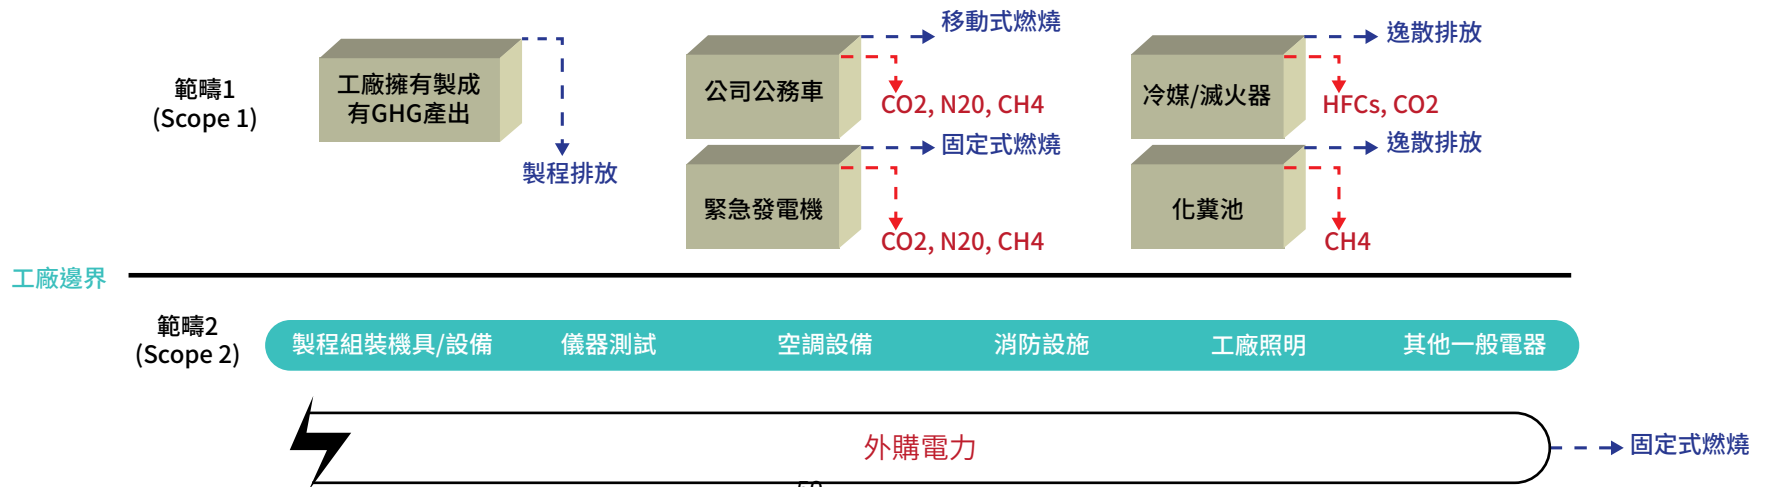 範疇1
(Scope 1)
工廠擁有製成
有GHG產出
製程排放
公司公務車
移動式燃燒
CO2, N20, CH4
緊急發電機
固定式燃燒
CO2, N20, CH4
冷媒/滅火器
逸散排放
HFCs, CO2
化糞池
逸散排放
CH4
工廠邊界
範疇2
(Scope 2)
製程組裝機具/設備
儀器測試
空調設備
消防設施
工廠照明
其他一般電器
外購電力
固定式燃燒